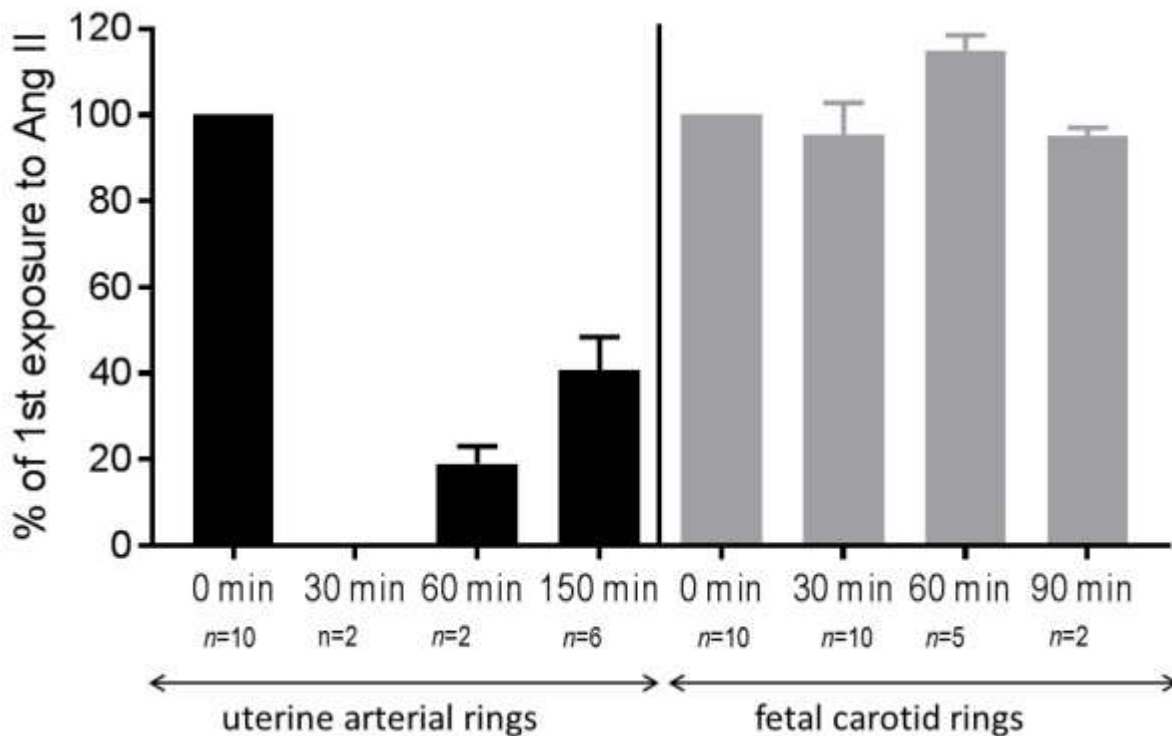 % of 1st exposure to Ang II
120
100
80
60
40
20
0
0 min 30 min 60 min 150 min 0 min 30 min 60 min 90 min
n=10 n=2 n=2 n=6 n=10 n=10 n=5 n=2
uterine arterial rings fetal carotid rings